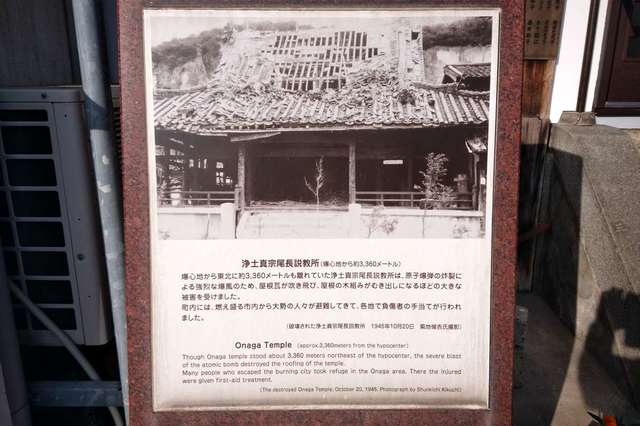 浄土真宗尾長説教所（爆心地から約3,360メートル）
爆心地から東北に約3,360メートルも離れていた浄土真宗尾長説教所は、原子爆弾の炸裂に
よる強烈な爆風のため、屋根瓦が吹き飛び、屋根の木組みがむき出しになるほどの大きな
被害を受けました。
町内には、燃え盛る市内から大勢の人々が避難してきて、各地で負傷者の手当てが行われ
ました。
（破壊された浄土真宗尾長説教所　1945年10月20日　菊池俊吉氏撮影）
Onaga Temple (approx.3,360meters from the hypocenter)
Though Onaga temple stood about 3,360 meters northeast of the hypocenter, the severe blast
of the atomic bomb destroyed the roofing of the temple.
Many people who escaped the burning city took refuge in the Onaga area. There the injured
were given first-aid treatment.
(The destroyed Onaga Temple, October 20, 1945. Photograph by Shunkichi Kikuchi)